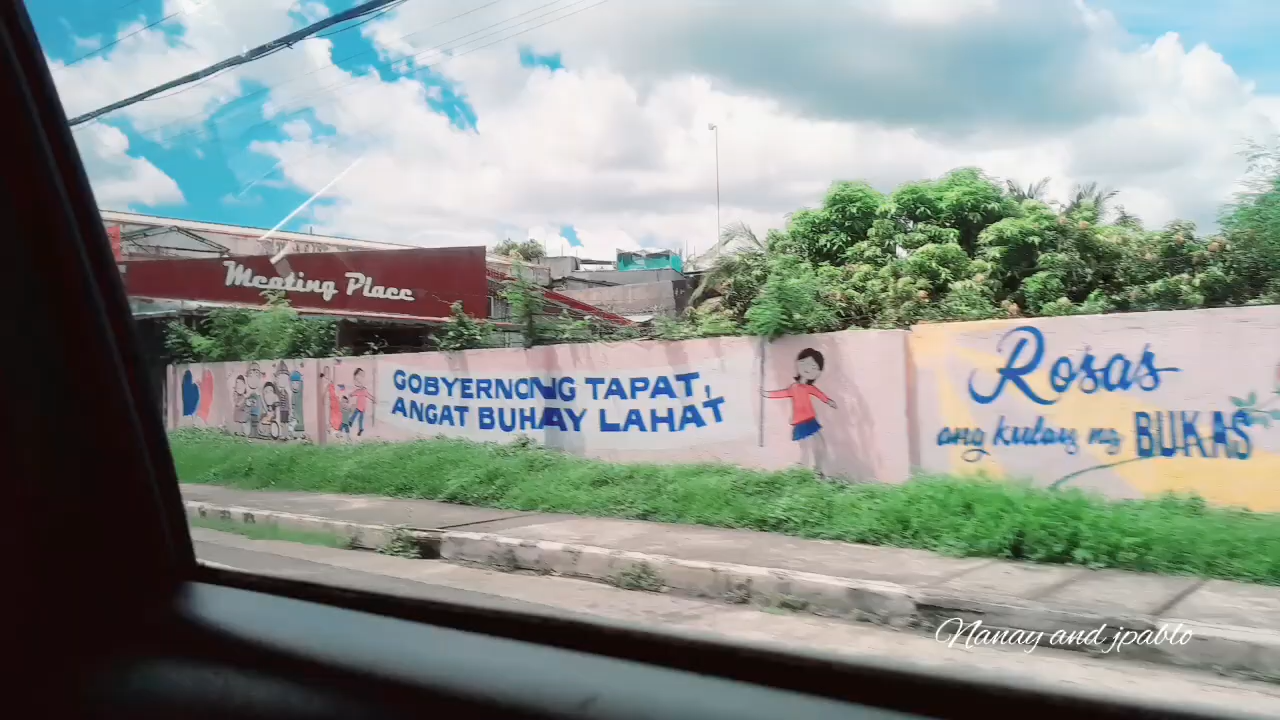 Meating Place
GOBYERNONG TAPAT,
ANGAT BUHAY LAHAT
Rosas
ang kulay ng BUKAS
Nanay and jpablo